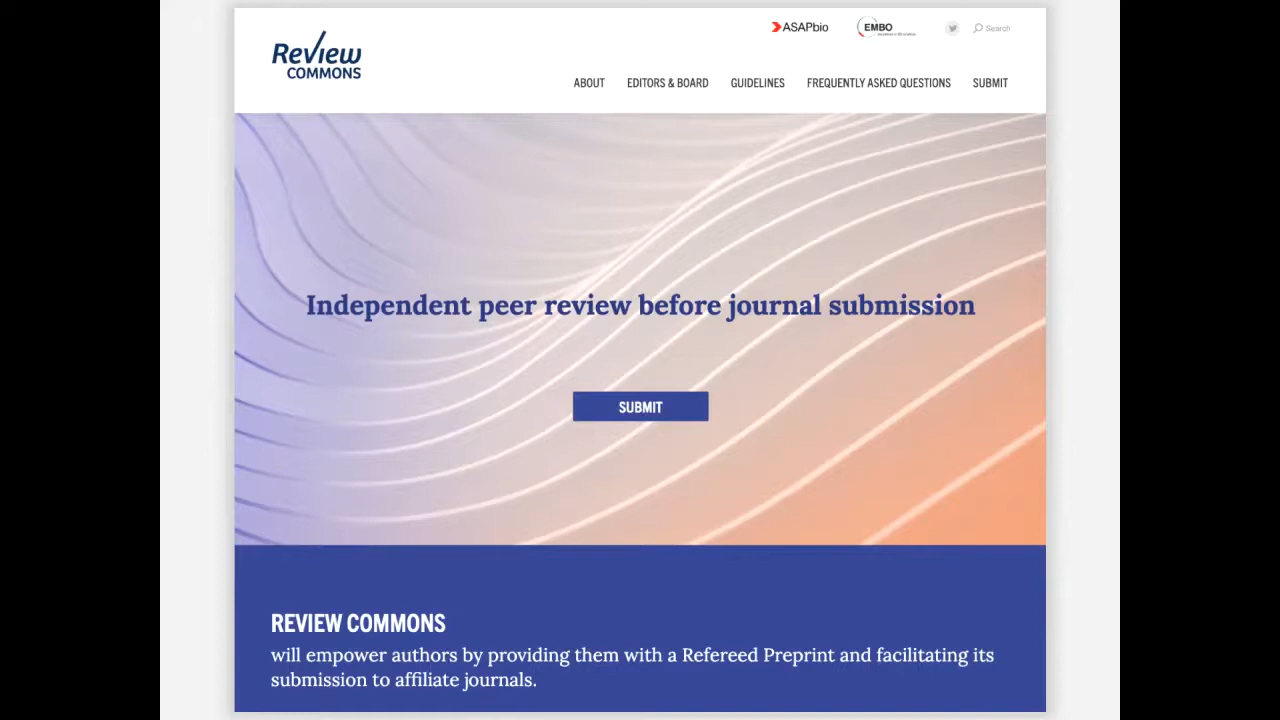 ASAPbio
EMBO
Search
Review
COMMONS
ABOUT
EDITORS & BOARD
GUIDELINES
FREQUENTLY ASKED QUESTIONS
SUBMIT
Independent peer review before journal submission
SUBMIT
REVIEW COMMONS
will empower authors by providing them with a Refereed Preprint and facilitating its
submission to affiliate journals.